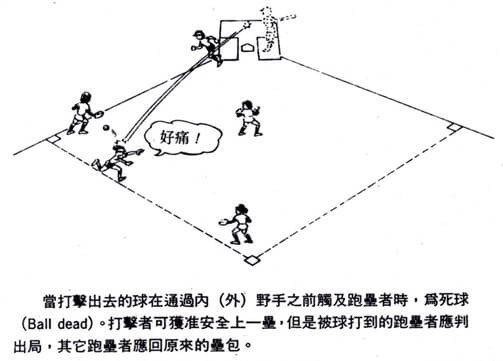 好痛！
當打擊出去的球在通過內（外）野手之前觸及跑壘者時，爲死球
（Ball dead）。打擊者可獲准安全上一壘，但是被球打到的跑壘者應判
出局，其它跑壘者應回原來的壘包。